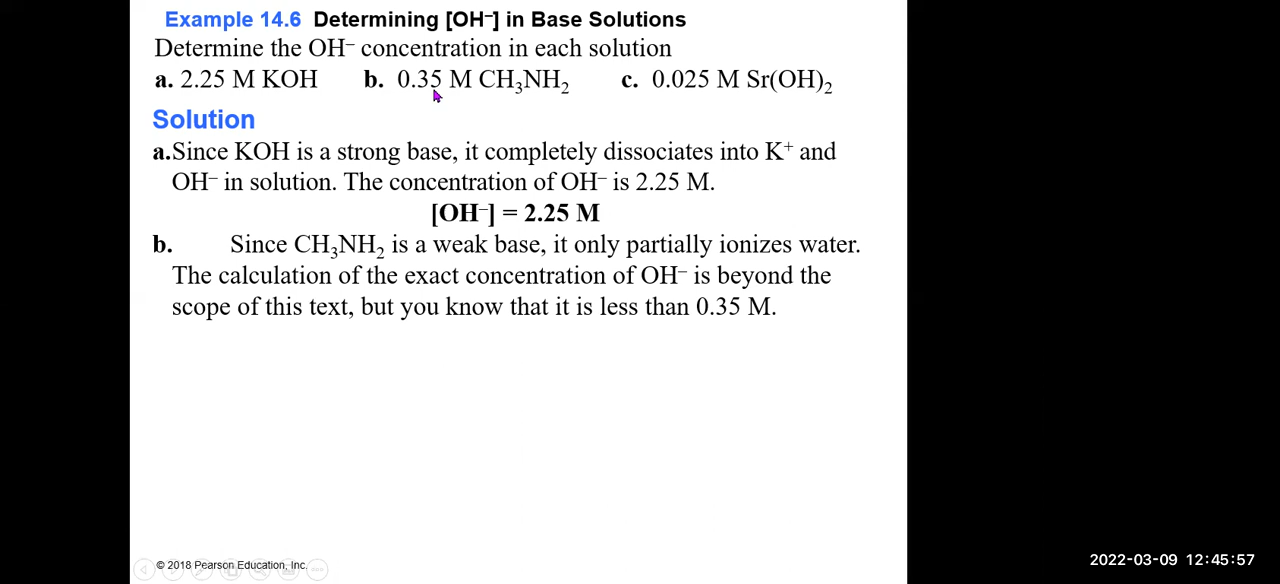 Example 14.6 Determining [OH⁻] in Base Solutions
Determine the OH⁻ concentration in each solution
a. 2.25 M KOH b. 0.35 M CH₃NH₂ c. 0.025 M Sr(OH)₂
Solution
a.Since KOH is a strong base, it completely dissociates into K⁺ and
OH⁻ in solution. The concentration of OH⁻ is 2.25 M.
[OH⁻] = 2.25 M
b. Since CH₃NH₂ is a weak base, it only partially ionizes water.
The calculation of the exact concentration of OH⁻ is beyond the
scope of this text, but you know that it is less than 0.35 M.
© 2018 Pearson Education, Inc.
2022-03-09 12:45:57